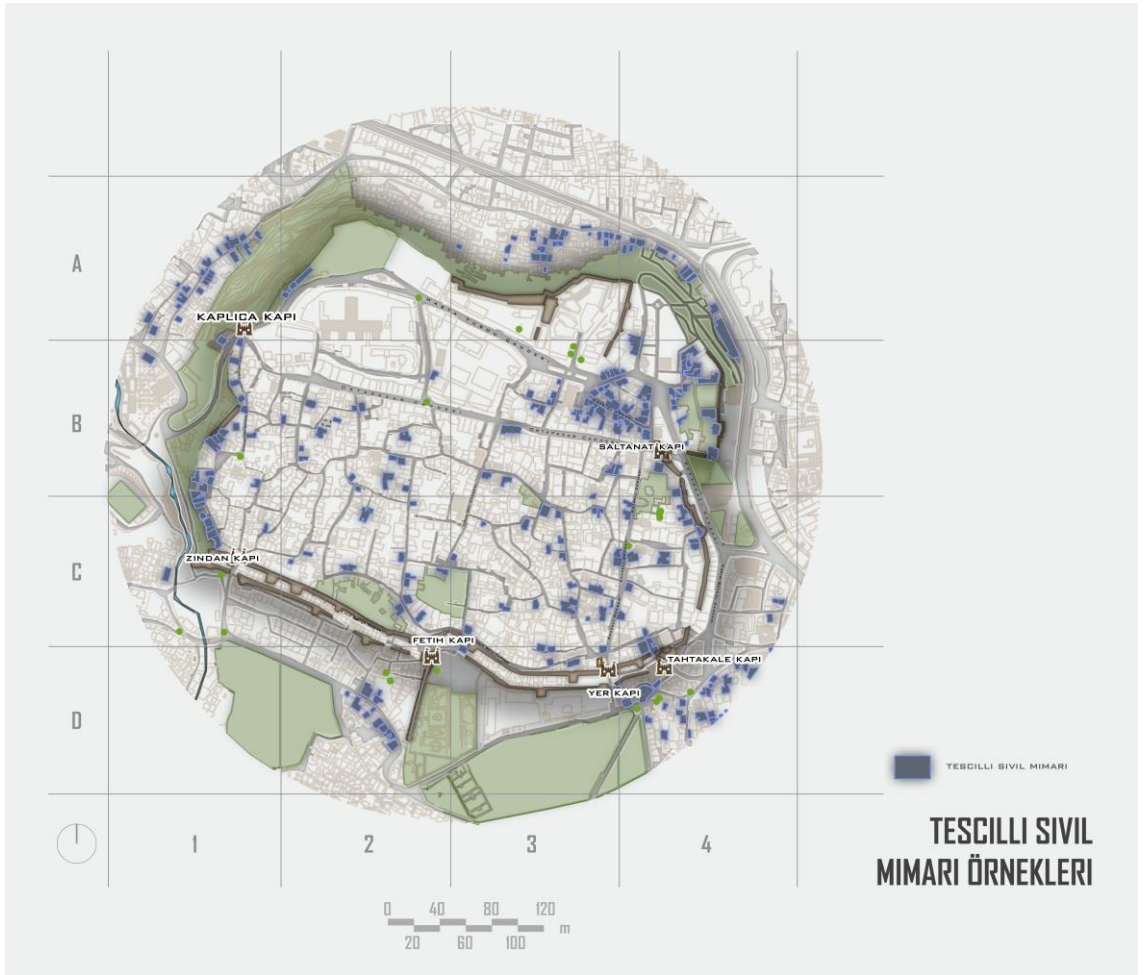 A
KAPLICA KAPI
B
SALTANAT KAPI
C
ZINDAN KAPI
FETIH KAPI
TAHTAKALE KAPI
YER KAPI
D
TESCILLI SIVIL MIMARI
1
2
3
4
TESCILLI SIVIL
MIMARI ÖRNEKLERI
0
40
80
120
m
20
60
100